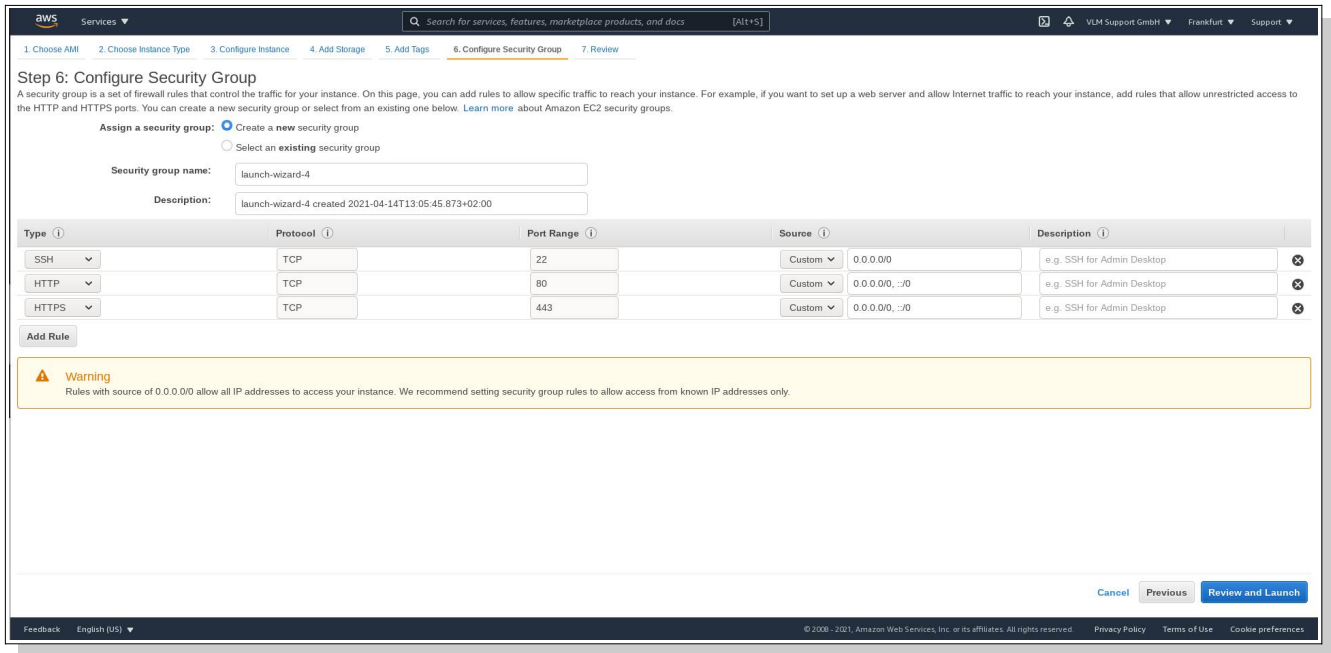 aws Services ▼ Search for services, features, marketplace products, and docs [Alt+S] VLM Support GmbH ▼ Frankfurt ▼ Support ▼
1. Choose AMI 2. Choose Instance Type 3. Configure Instance 4. Add Storage 5. Add Tags 6. Configure Security Group 7. Review
Step 6: Configure Security Group
A security group is a set of firewall rules that control the traffic for your instance. On this page, you can add rules to allow specific traffic to reach your instance. For example, if you want to set up a web server and allow Internet traffic to reach your instance, add rules that allow unrestricted access to
the HTTP and HTTPS ports. You can create a new security group or select from an existing one below. Learn more about Amazon EC2 security groups.
Assign a security group: Create a new security group
Select an existing security group
Security group name: launch-wizard-4
Description: launch-wizard-4 created 2021-04-14T13:05:45.873+02:00
Type i Protocol i Port Range i Source i Description i
SSH TCP 22 Custom 0.0.0.0/0 e.g. SSH for Admin Desktop
HTTP TCP 80 Custom 0.0.0.0/0, ::/0 e.g. SSH for Admin Desktop
HTTPS TCP 443 Custom 0.0.0.0/0, ::/0 e.g. SSH for Admin Desktop
Add Rule
Warning
Rules with source of 0.0.0.0/0 allow all IP addresses to access your instance. We recommend setting security group rules to allow access from known IP addresses only.
Cancel Previous Review and Launch
Feedback English (US) ▼ © 2008 - 2021, Amazon Web Services, Inc. or its affiliates. All rights reserved. Privacy Policy Terms of Use Cookie preferences